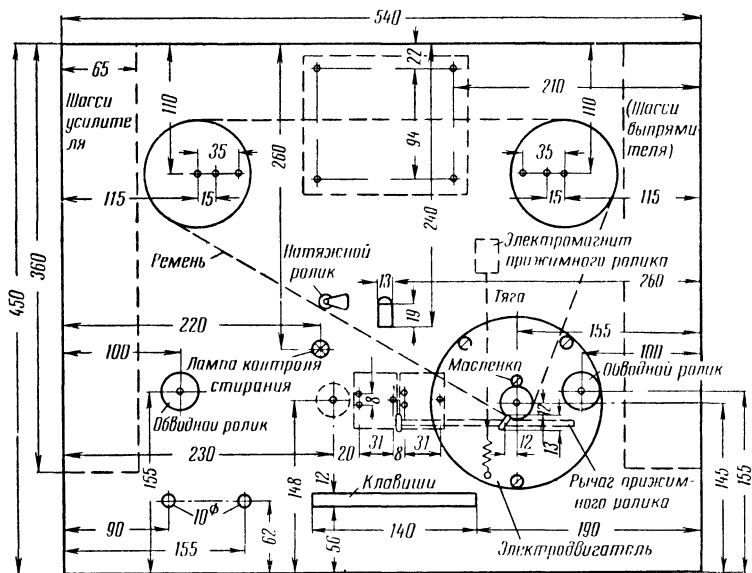 540
65
22
210
Шасси
усилите
ля
110
35
15
115
260
94
240
(Шасси
выпрями-
теля)
110
35
15
115
Ремень
Натяжной
ролик
13
19
Электромагнит
прижимного ролика
260
Тяга
450
360
220
155
100
100
Лампа контроля
стирания
Масленка
Обводной ролик
Обводной ролик
8
12
230
20
31
8
31
12
13
155
148
12
Клавиши
Рычаг прижим-
ного ролика
145
155
90
10ф
62
56
140
190
155
Электродвигатель